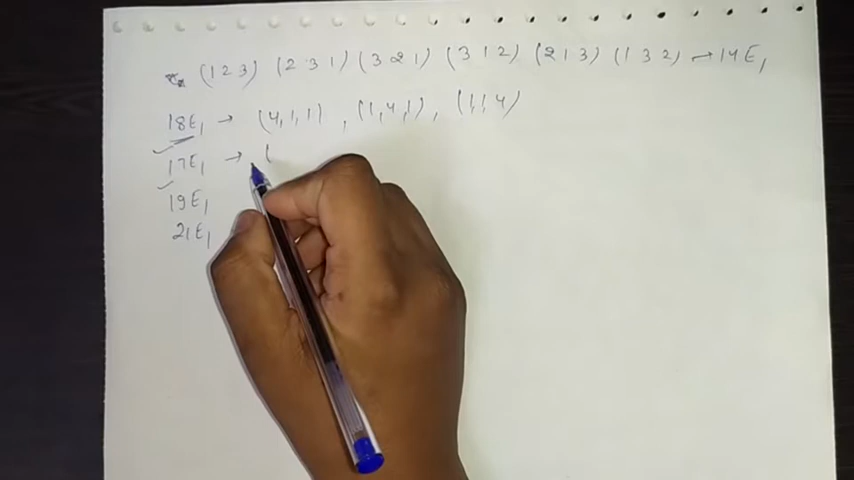 (1 2 3) (2 3 1) (3 2 1) (3 1 2) (2 1 3) (1 3 2) → 14E₁
18E₁ → (4,1,1) , (1,4,1) , (1,1,4)
17E₁ → (
19E₁
21E₁